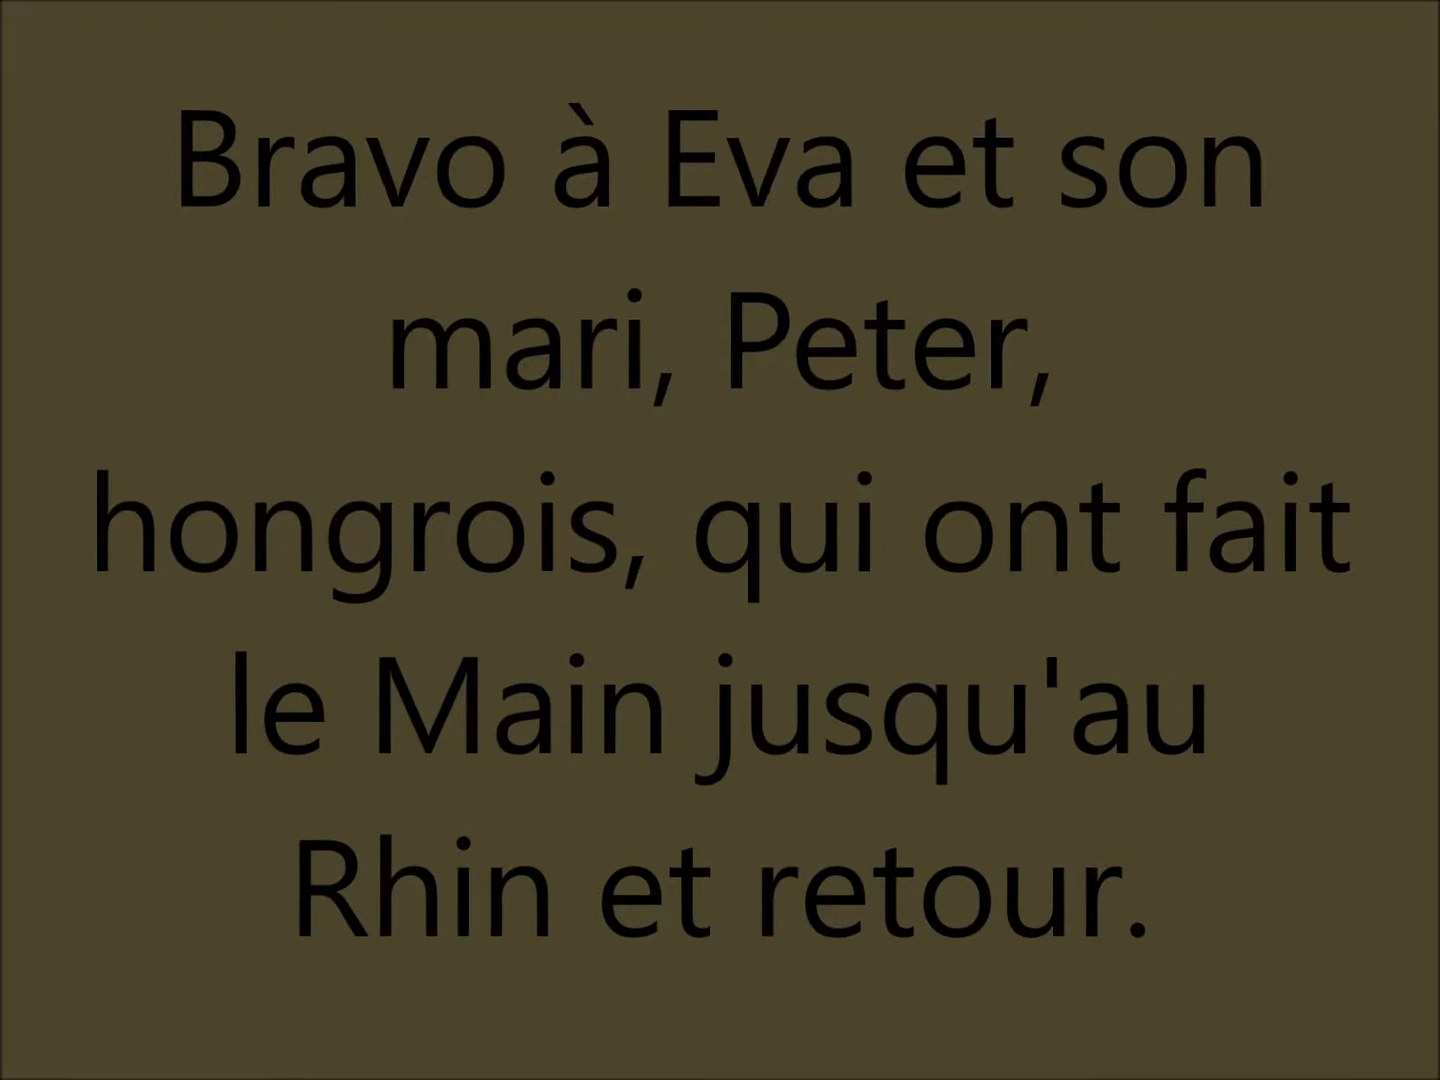 Bravo à Eva et son
mari, Peter,
hongrois, qui ont fait
le Main jusqu'au
Rhin et retour.